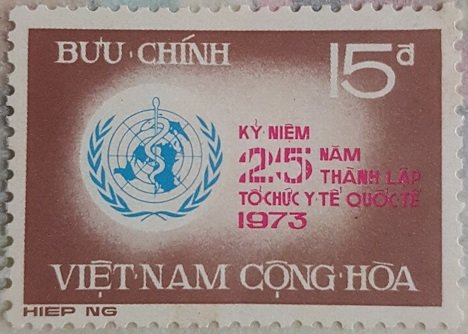 BƯU·CHÍNH
15đ
KỶ·NIỆM
25 NĂM
THÀNH·LẬP
TỔ·CHỨC Y·TẾ QUỐC·TẾ
1973
VIỆT·NAM CỘNG·HÒA
HIEP NG